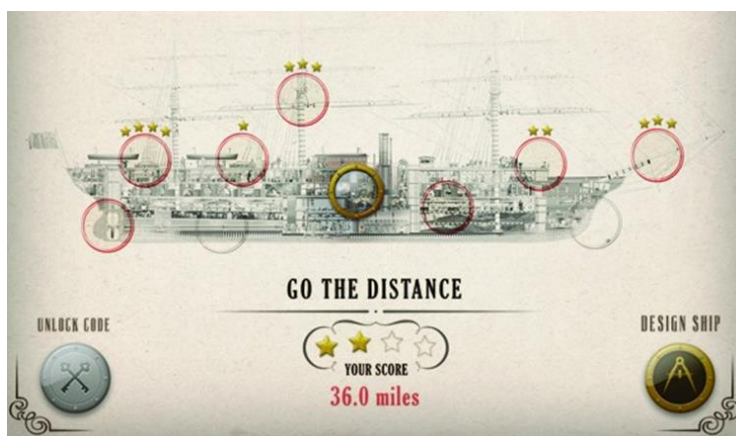 GO THE DISTANCE
UNLOCK CODE
DESIGN SHIP
YOUR SCORE
36.0 miles